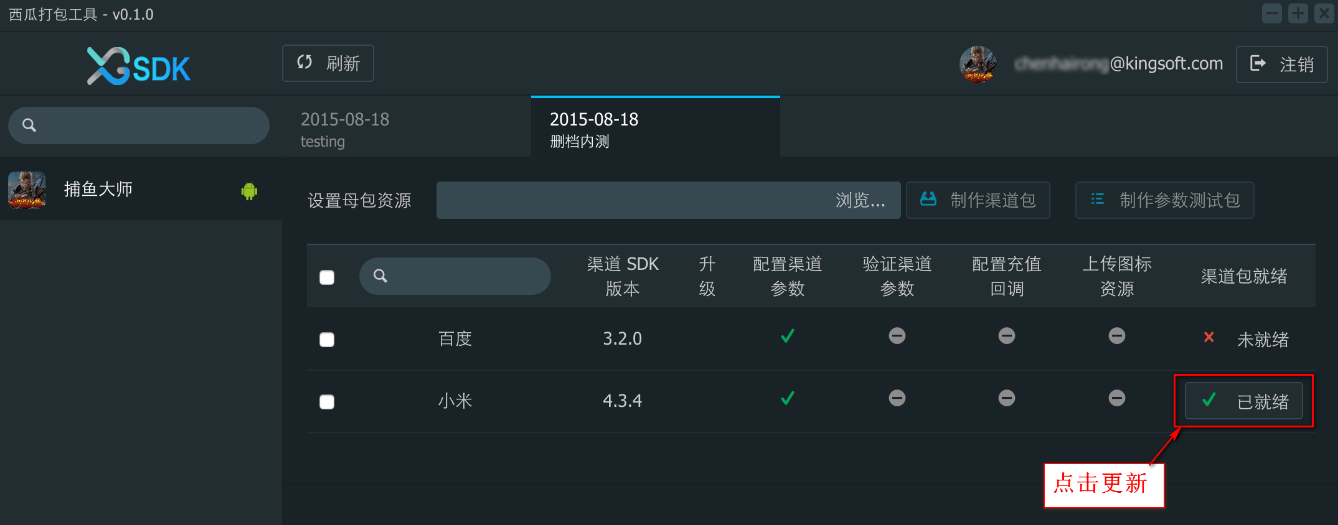 西瓜打包工具 - v0.1.0
XGSDK
刷新
@kingsoft.com
注销
2015-08-18
testing
2015-08-18
删档内测
捕鱼大师
设置母包资源
浏览...
制作渠道包
制作参数测试包
渠道 SDK
版本
升
级
配置渠道
参数
验证渠道
参数
配置充值
回调
上传图标
资源
渠道包就绪
百度
3.2.0
未就绪
小米
4.3.4
已就绪
点击更新